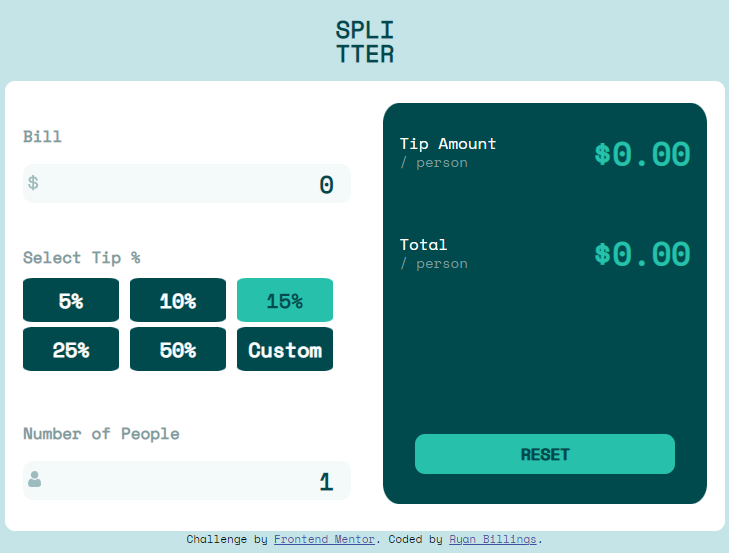 SPLI
TTER
Bill
$ 0
Select Tip %
5% 10% 15%
25% 50% Custom
Number of People
1
Tip Amount
/ person
$0.00
Total
/ person
$0.00
RESET
Challenge by Frontend Mentor. Coded by Ryan Billings.